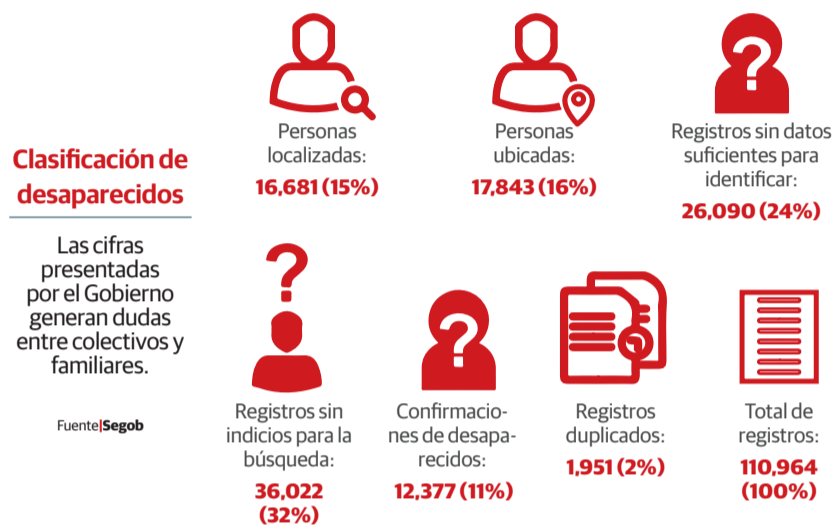 Clasificación de
desaparecidos
Las cifras
presentadas
por el Gobierno
generan dudas
entre colectivos y
familiares.
Fuente|Segob
Personas
localizadas:
16,681 (15%)
Personas
ubicadas:
17,843 (16%)
Registros sin datos
suficientes para
identificar:
26,090 (24%)
Registros sin
indicios para la
búsqueda:
36,022
(32%)
Confirmacio-
nes de desapa-
recidos:
12,377 (11%)
Registros
duplicados:
1,951 (2%)
Total de
registros:
110,964
(100%)